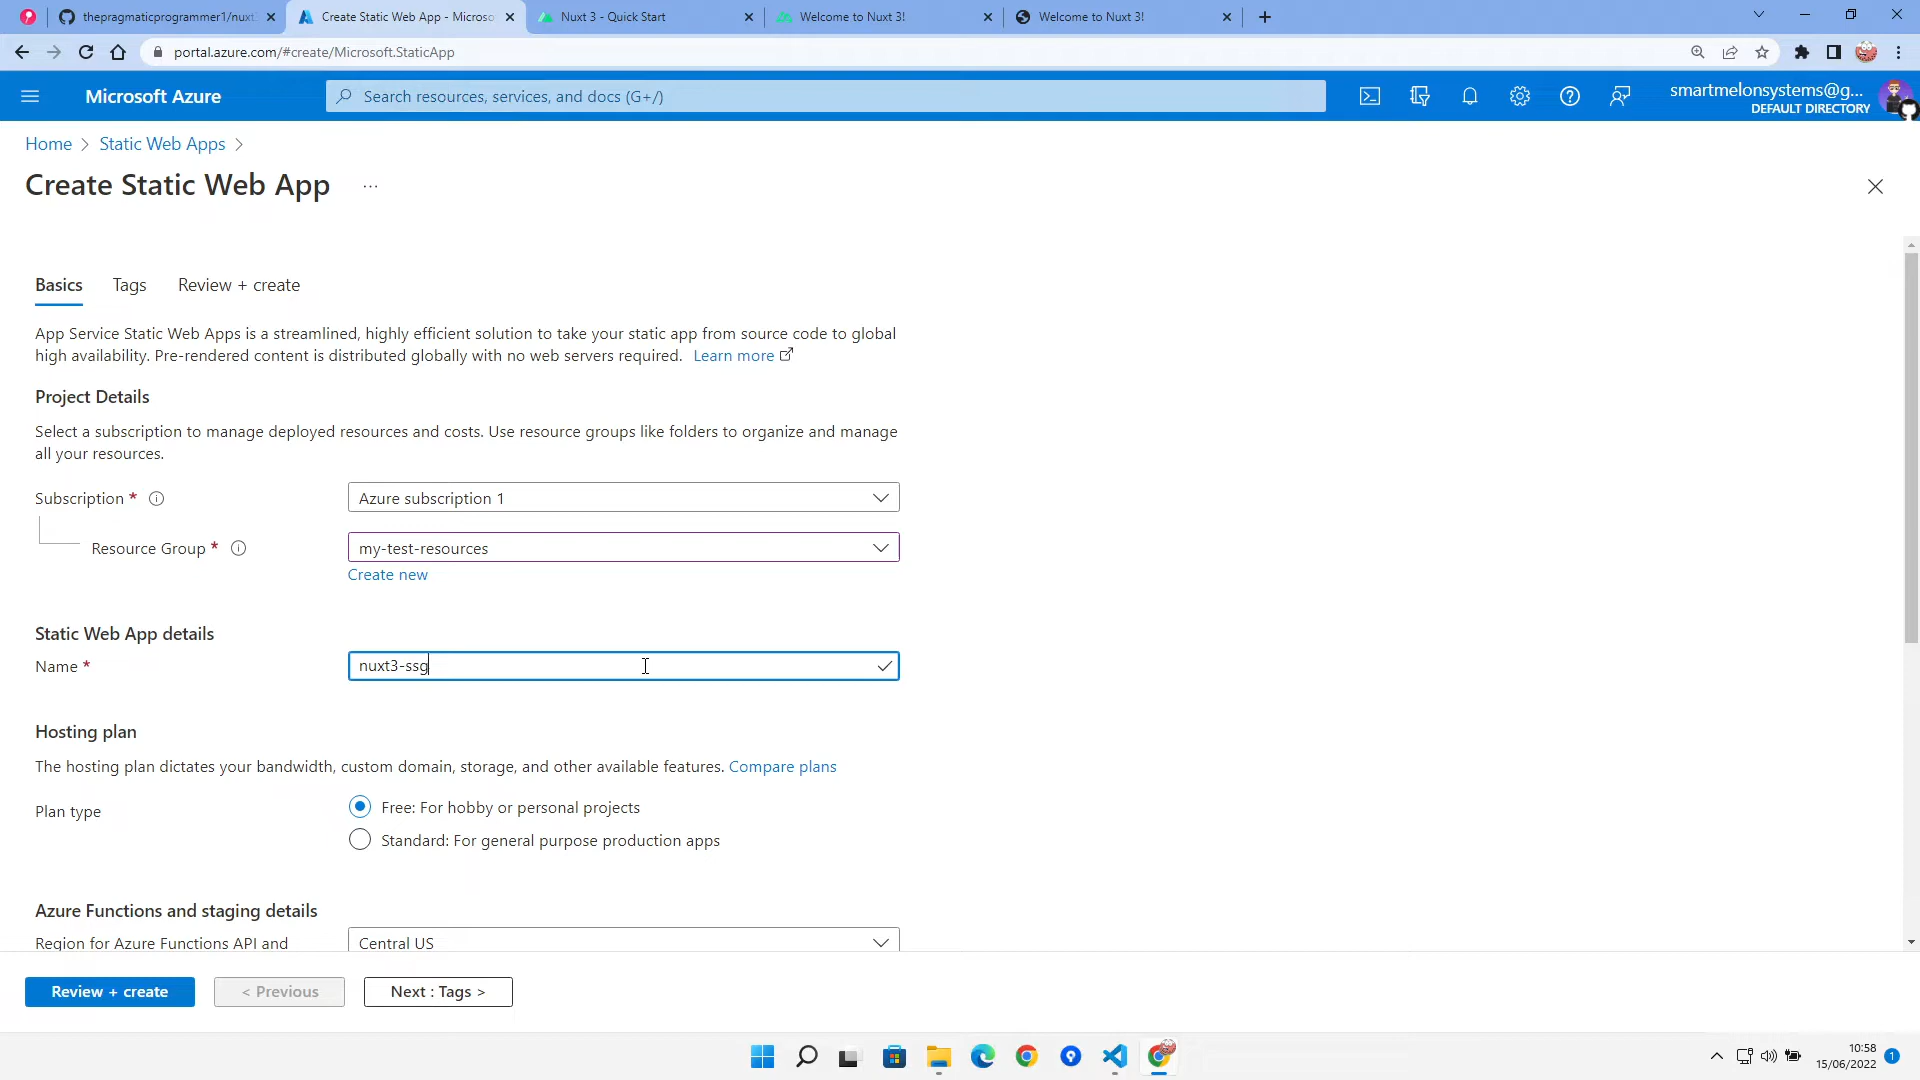 thepragmaticprogrammer1/nuxt3
Create Static Web App - Microso
Nuxt 3 - Quick Start
Welcome to Nuxt 3!
Welcome to Nuxt 3!
portal.azure.com/#create/Microsoft.StaticApp
Microsoft Azure
Search resources, services, and docs (G+/)
smartmelonsystems@g...
DEFAULT DIRECTORY
Home > Static Web Apps >
Create Static Web App ...
Basics
Tags
Review + create
App Service Static Web Apps is a streamlined, highly efficient solution to take your static app from source code to global
high availability. Pre-rendered content is distributed globally with no web servers required. Learn more
Project Details
Select a subscription to manage deployed resources and costs. Use resource groups like folders to organize and manage
all your resources.
Subscription *
Azure subscription 1
Resource Group *
my-test-resources
Create new
Static Web App details
Name *
nuxt3-ssg
Hosting plan
The hosting plan dictates your bandwidth, custom domain, storage, and other available features. Compare plans
Plan type
Free: For hobby or personal projects
Standard: For general purpose production apps
Azure Functions and staging details
Region for Azure Functions API and
Central US
Review + create
< Previous
Next : Tags >
10:58
15/06/2022
1